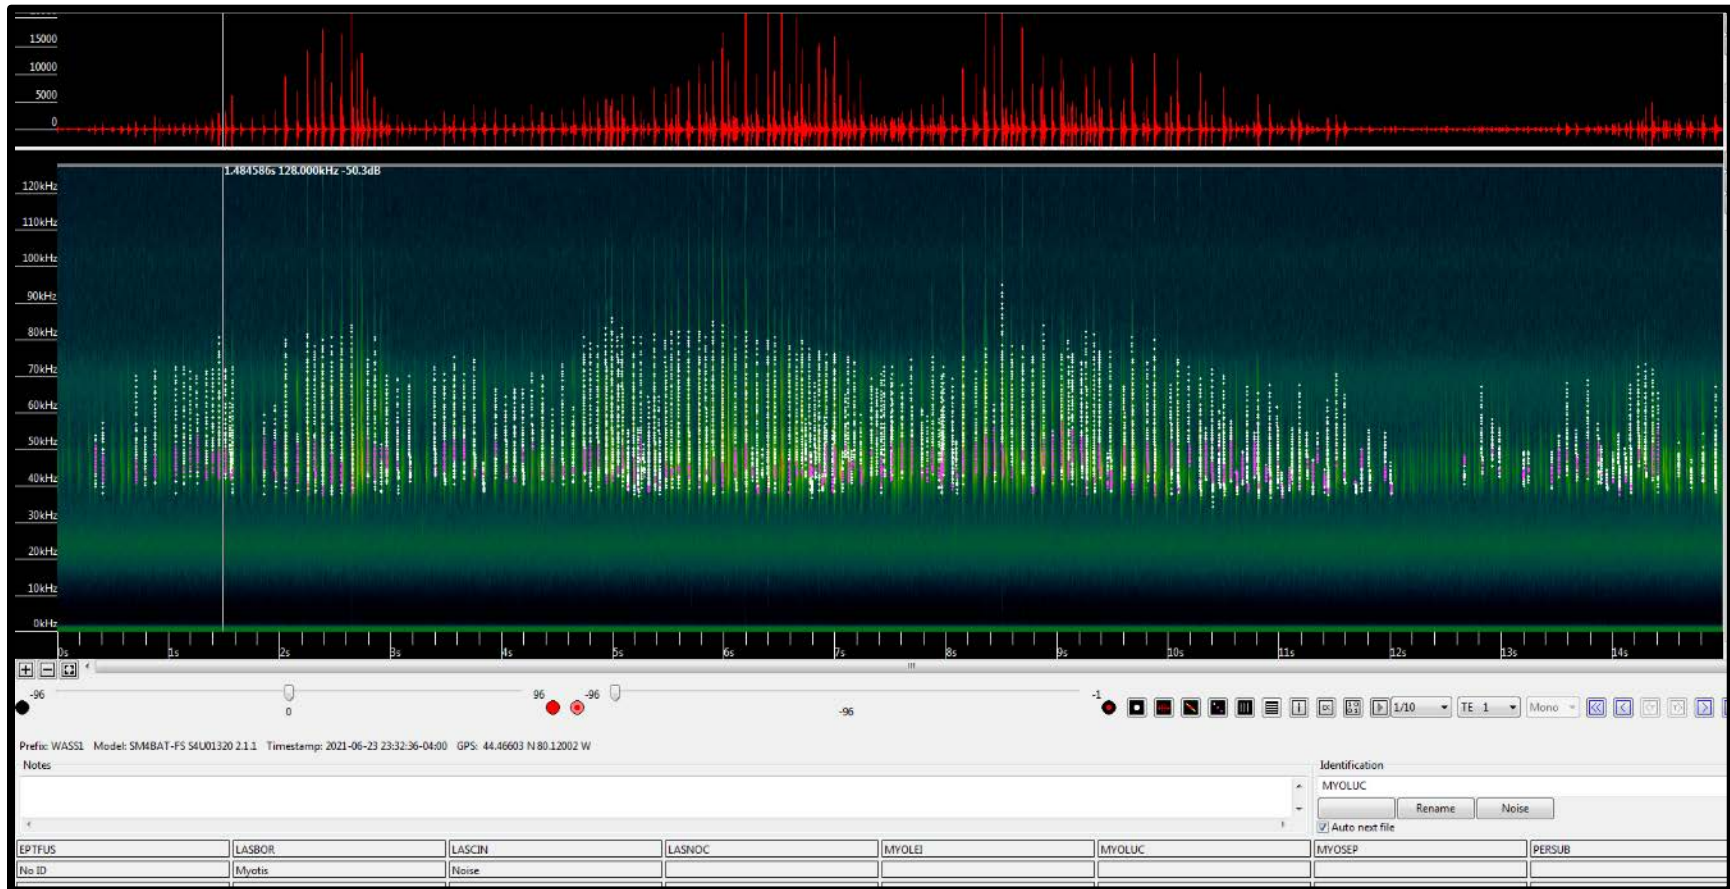 15000
10000
5000
0
1.484586s 128.000kHz -50.3dB
120kHz
110kHz
100kHz
90kHz
80kHz
70kHz
60kHz
50kHz
40kHz
30kHz
20kHz
10kHz
0kHz
0s 1s 2s 3s 4s 5s 6s 7s 8s 9s 10s 11s 12s 13s 14s
-96 96 -96 -1
0 -96
1/10 TE 1 Mono
Prefix: WASS1 Model: SM4BAT-FS S4U01320 2.1.1 Timestamp: 2021-06-23 23:32:36-04:00 GPS: 44.46603 N 80.12002 W
Notes Identification
MYOLUC
Rename Noise
Auto next file
EPTFUS LASBOR LASCIN LASNOC MYOLEI MYOLUC MYOSEP PERSUB
No ID Myotis Noise